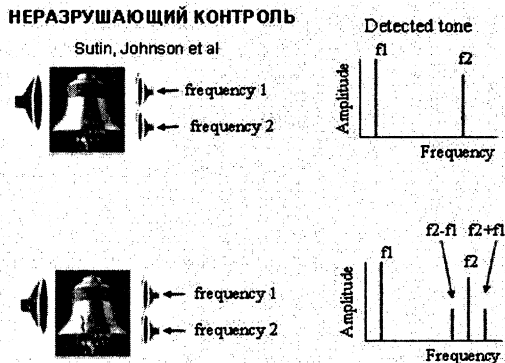 НЕРАЗРУШАЮЩИЙ КОНТРОЛЬ
Sutin, Johnson et al
frequency 1
frequency 2
Detected tone
f1
f2
Amplitude
Frequency
frequency 1
frequency 2
f2-f1
f2+f1
f1
f2
Amplitude
Frequency